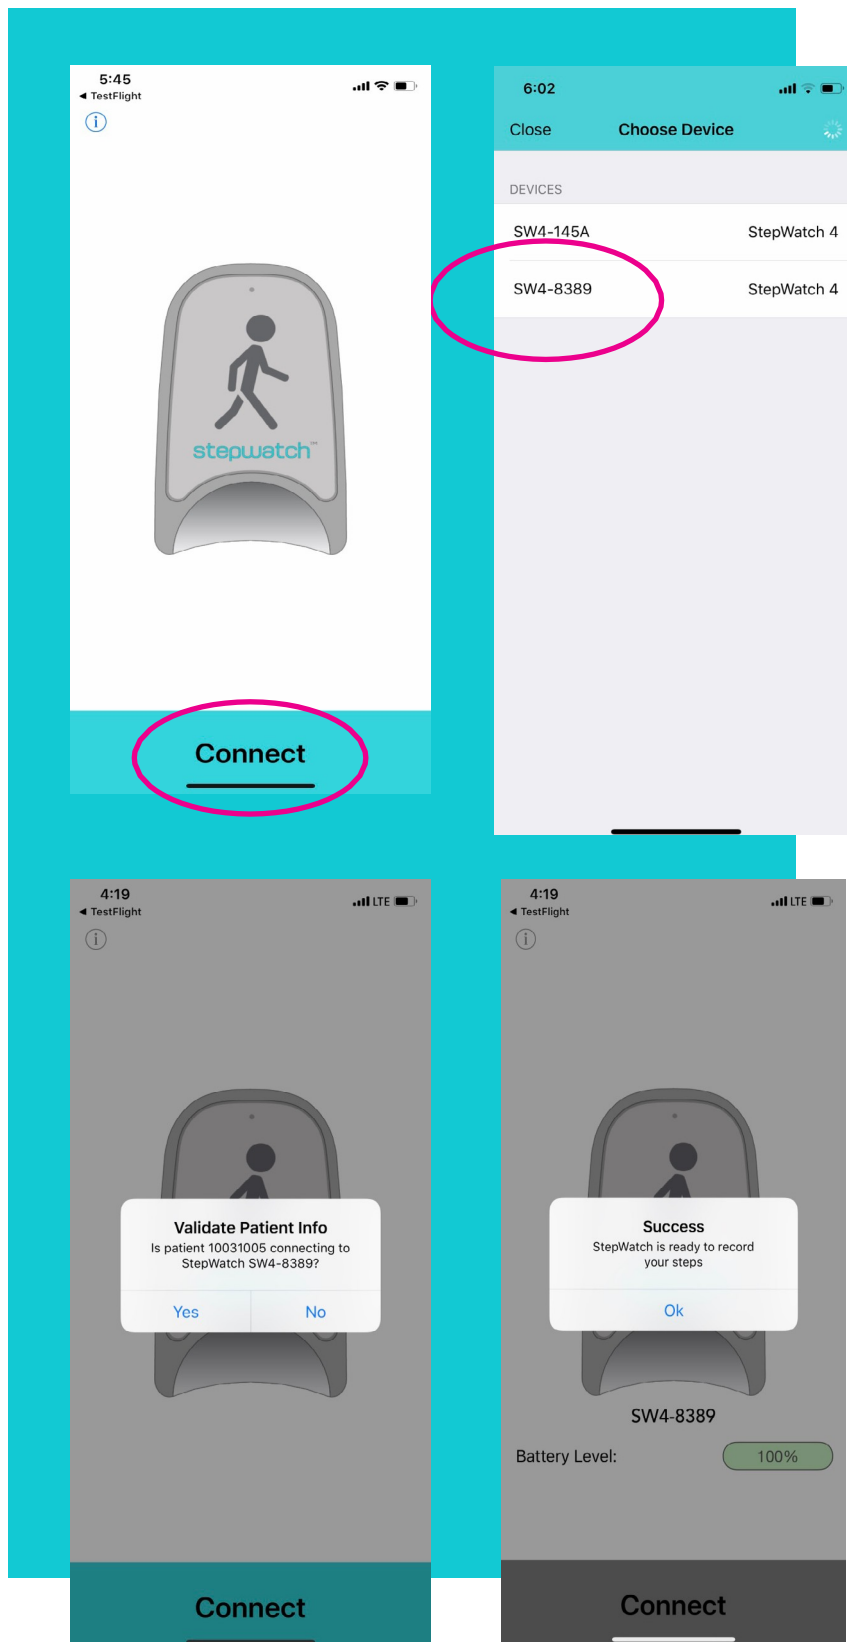 5:45
◀ TestFlight
i
stepwatch™
Connect
6:02
Close Choose Device
DEVICES
SW4-145A StepWatch 4
SW4-8389 StepWatch 4
4:19
◀ TestFlight
LTE
i
Validate Patient Info
Is patient 10031005 connecting to
StepWatch SW4-8389?
Yes No
Connect
4:19
◀ TestFlight
LTE
i
Success
StepWatch is ready to record
your steps
Ok
SW4-8389
Battery Level: 100%
Connect